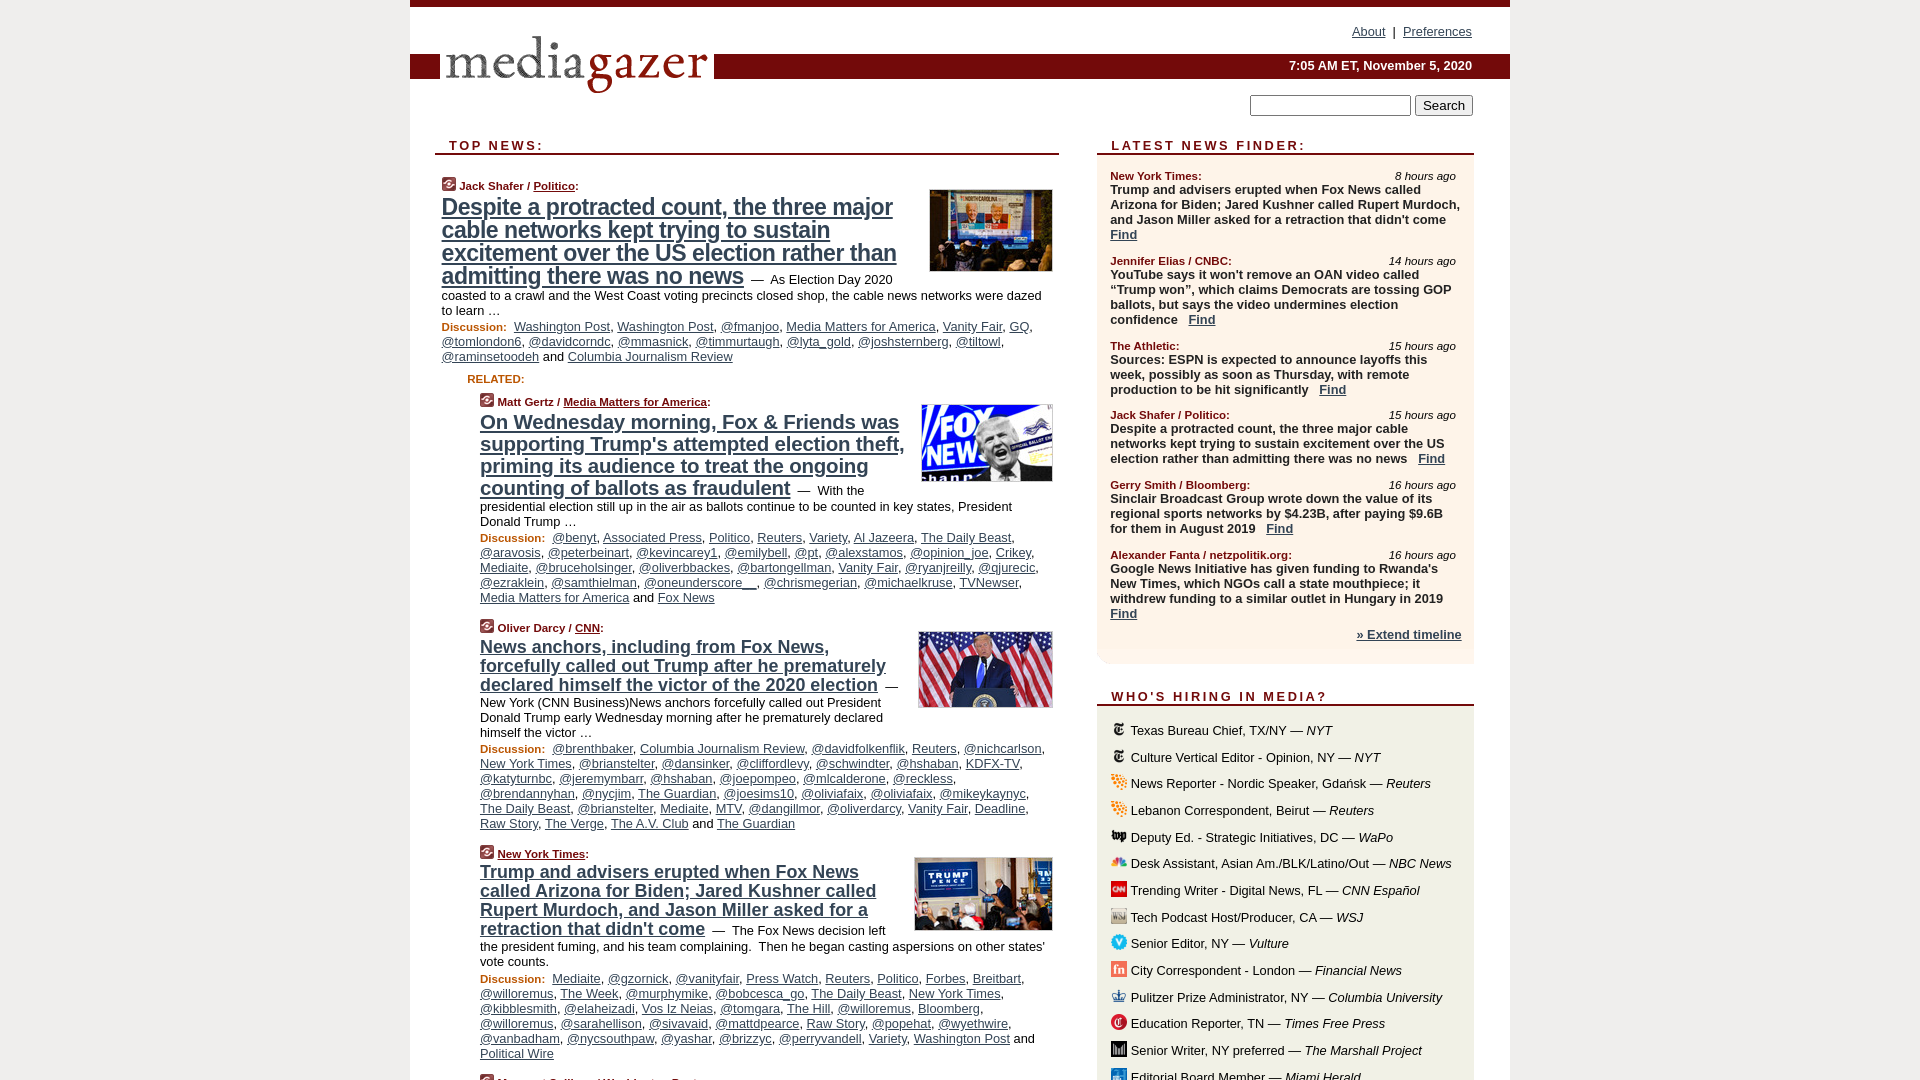 About | Preferences
mediagazer
7:05 AM ET, November 5, 2020
Search
TOP NEWS:
Jack Shafer / Politico:
Despite a protracted count, the three major
cable networks kept trying to sustain
excitement over the US election rather than
admitting there was no news — As Election Day 2020
coasted to a crawl and the West Coast voting precincts closed shop, the cable news networks were dazed
to learn …
Discussion: Washington Post, Washington Post, @fmanjoo, Media Matters for America, Vanity Fair, GQ,
@tomlondon6, @davidcorndc, @mmasnick, @timmurtaugh, @lyta_gold, @joshsternberg, @tiltowl,
@raminsetoodeh and Columbia Journalism Review
RELATED:
Matt Gertz / Media Matters for America:
On Wednesday morning, Fox & Friends was
supporting Trump's attempted election theft,
priming its audience to treat the ongoing
counting of ballots as fraudulent — With the
presidential election still up in the air as ballots continue to be counted in key states, President
Donald Trump …
Discussion: @benyt, Associated Press, Politico, Reuters, Variety, Al Jazeera, The Daily Beast,
@aravosis, @peterbeinart, @kevincarey1, @emilybell, @pt, @alexstamos, @opinion_joe, Crikey,
Mediaite, @bruceholsinger, @oliverbbackes, @bartongellman, Vanity Fair, @ryanjreilly, @qjurecic,
@ezraklein, @samthielman, @oneunderscore__, @chrismegerian, @michaelkruse, TVNewser,
Media Matters for America and Fox News
Oliver Darcy / CNN:
News anchors, including from Fox News,
forcefully called out Trump after he prematurely
declared himself the victor of the 2020 election —
New York (CNN Business)News anchors forcefully called out President
Donald Trump early Wednesday morning after he prematurely declared
himself the victor …
Discussion: @brenthbaker, Columbia Journalism Review, @davidfolkenflik, Reuters, @nichcarlson,
New York Times, @brianstelter, @dansinker, @cliffordlevy, @schwindter, @hshaban, KDFX-TV,
@katyturnbc, @jeremymbarr, @hshaban, @joepompeo, @mlcalderone, @reckless,
@brendannyhan, @nycjim, The Guardian, @joesims10, @oliviafaix, @oliviafaix, @mikeykaynyc,
The Daily Beast, @brianstelter, Mediaite, MTV, @dangillmor, @oliverdarcy, Vanity Fair, Deadline,
Raw Story, The Verge, The A.V. Club and The Guardian
New York Times:
Trump and advisers erupted when Fox News
called Arizona for Biden; Jared Kushner called
Rupert Murdoch, and Jason Miller asked for a
retraction that didn't come — The Fox News decision left
the president fuming, and his team complaining. Then he began casting aspersions on other states'
vote counts.
Discussion: Mediaite, @gzornick, @vanityfair, Press Watch, Reuters, Politico, Forbes, Breitbart,
@willoremus, The Week, @murphymike, @bobcesca_go, The Daily Beast, New York Times,
@kibblesmith, @elaheizadi, Vos Iz Neias, @tomgara, The Hill, @willoremus, Bloomberg,
@willoremus, @sarahellison, @sivavaid, @mattdpearce, Raw Story, @popehat, @wyethwire,
@vanbadham, @nycsouthpaw, @yashar, @brizzyc, @perryvandell, Variety, Washington Post and
Political Wire
LATEST NEWS FINDER:
New York Times: 8 hours ago
Trump and advisers erupted when Fox News called
Arizona for Biden; Jared Kushner called Rupert Murdoch,
and Jason Miller asked for a retraction that didn't come
Find
Jennifer Elias / CNBC: 14 hours ago
YouTube says it won't remove an OAN video called
“Trump won”, which claims Democrats are tossing GOP
ballots, but says the video undermines election
confidence Find
The Athletic: 15 hours ago
Sources: ESPN is expected to announce layoffs this
week, possibly as soon as Thursday, with remote
production to be hit significantly Find
Jack Shafer / Politico: 15 hours ago
Despite a protracted count, the three major cable
networks kept trying to sustain excitement over the US
election rather than admitting there was no news Find
Gerry Smith / Bloomberg: 16 hours ago
Sinclair Broadcast Group wrote down the value of its
regional sports networks by $4.23B, after paying $9.6B
for them in August 2019 Find
Alexander Fanta / netzpolitik.org: 16 hours ago
Google News Initiative has given funding to Rwanda's
New Times, which NGOs call a state mouthpiece; it
withdrew funding to a similar outlet in Hungary in 2019
Find
» Extend timeline
WHO'S HIRING IN MEDIA?
Texas Bureau Chief, TX/NY — NYT
Culture Vertical Editor - Opinion, NY — NYT
News Reporter - Nordic Speaker, Gdańsk — Reuters
Lebanon Correspondent, Beirut — Reuters
Deputy Ed. - Strategic Initiatives, DC — WaPo
Desk Assistant, Asian Am./BLK/Latino/Out — NBC News
Trending Writer - Digital News, FL — CNN Español
Tech Podcast Host/Producer, CA — WSJ
Senior Editor, NY — Vulture
City Correspondent - London — Financial News
Pulitzer Prize Administrator, NY — Columbia University
Education Reporter, TN — Times Free Press
Senior Writer, NY preferred — The Marshall Project
Editorial Board Member — Miami Herald